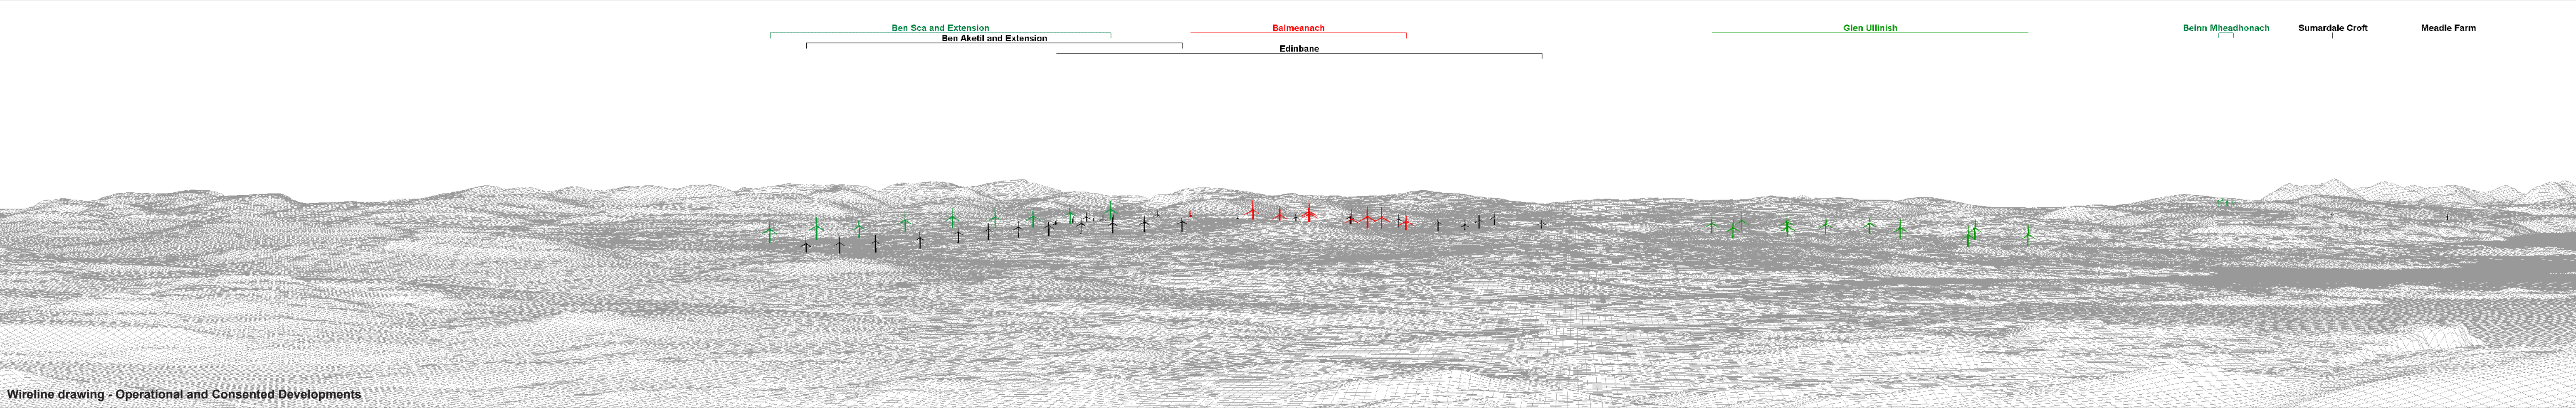 Ben Sca and Extension
Balmeanach
Glen Ullinish
Beinn Mheadhonach
Sumardale Croft
Meadle Farm
Ben Aketil and Extension
Edinbane
Wireline drawing - Operational and Consented Developments